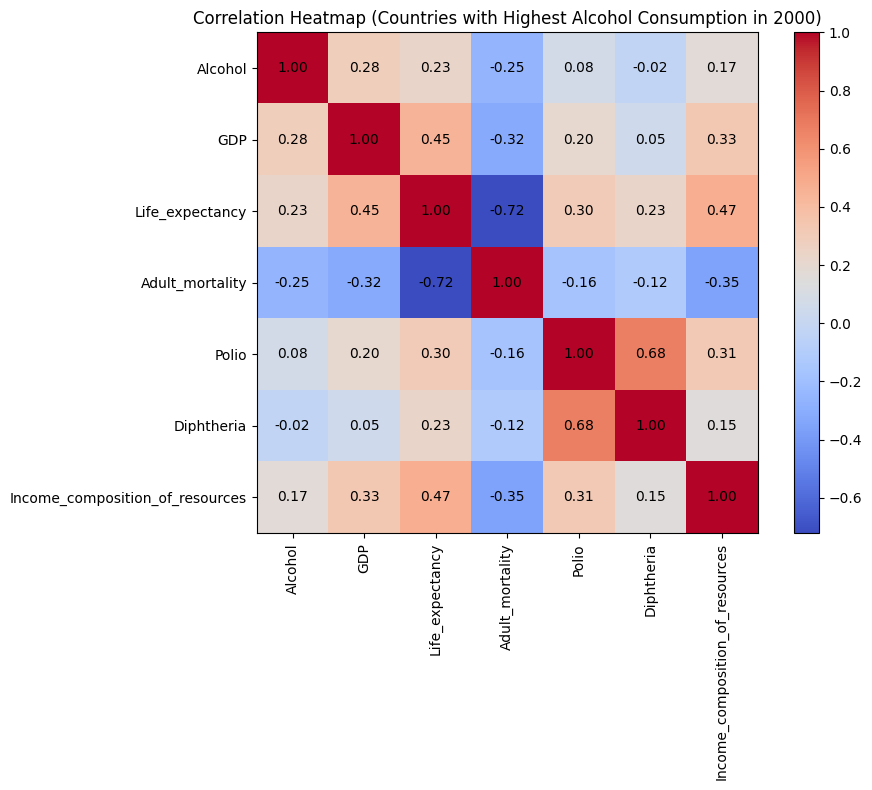 Correlation Heatmap (Countries with Highest Alcohol Consumption in 2000)
Alcohol 1.00 0.28 0.23 -0.25 0.08 -0.02 0.17
GDP 0.28 1.00 0.45 -0.32 0.20 0.05 0.33
Life_expectancy 0.23 0.45 1.00 -0.72 0.30 0.23 0.47
Adult_mortality -0.25 -0.32 -0.72 1.00 -0.16 -0.12 -0.35
Polio 0.08 0.20 0.30 -0.16 1.00 0.68 0.31
Diphtheria -0.02 0.05 0.23 -0.12 0.68 1.00 0.15
Income_composition_of_resources 0.17 0.33 0.47 -0.35 0.31 0.15 1.00
Alcohol
GDP
Life_expectancy
Adult_mortality
Polio
Diphtheria
Income_composition_of_resources
1.0
0.8
0.6
0.4
0.2
0.0
−0.2
−0.4
−0.6